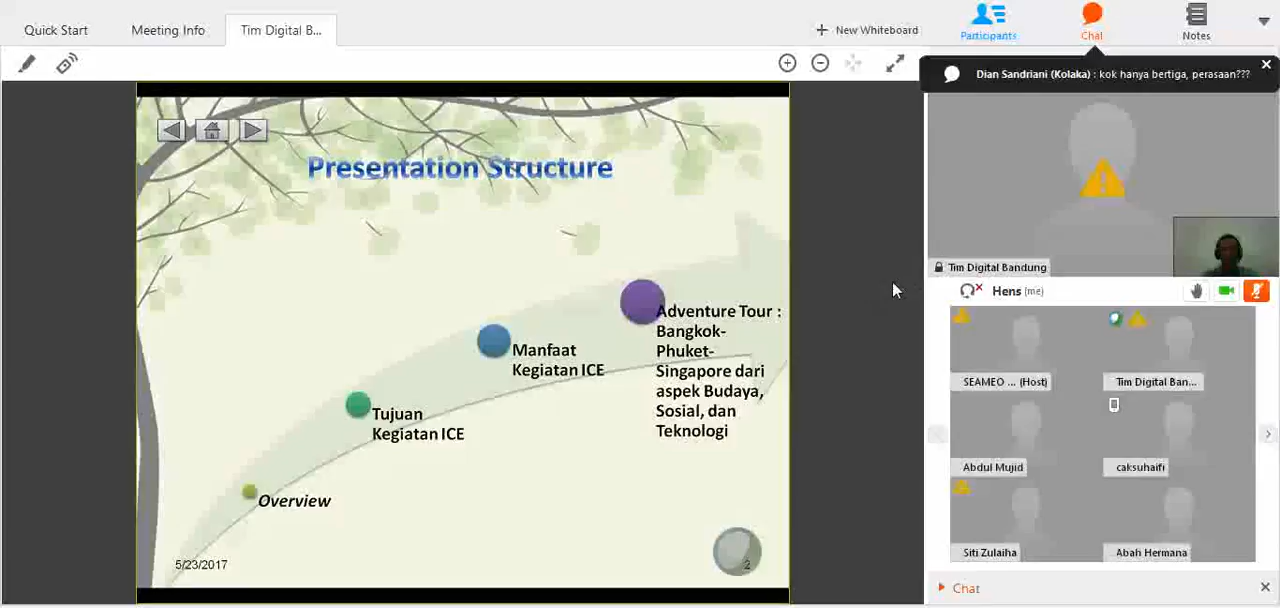 Quick Start
Meeting Info
Tim Digital B...
New Whiteboard
Participants
Chat
Notes
Dian Sandriani (Kolaka) : kok hanya bertiga, perasaan???
Presentation Structure
Adventure Tour :
Bangkok-
Phuket-
Singapore dari
aspek Budaya,
Sosial, dan
Teknologi
Manfaat
Kegiatan ICE
Tujuan
Kegiatan ICE
Overview
5/23/2017
2
Tim Digital Bandung
Hens (me)
SEAMEO ... (Host)
Tim Digital Ban...
Abdul Mujid
caksuhaifi
Siti Zulaiha
Abah Hermana
Chat